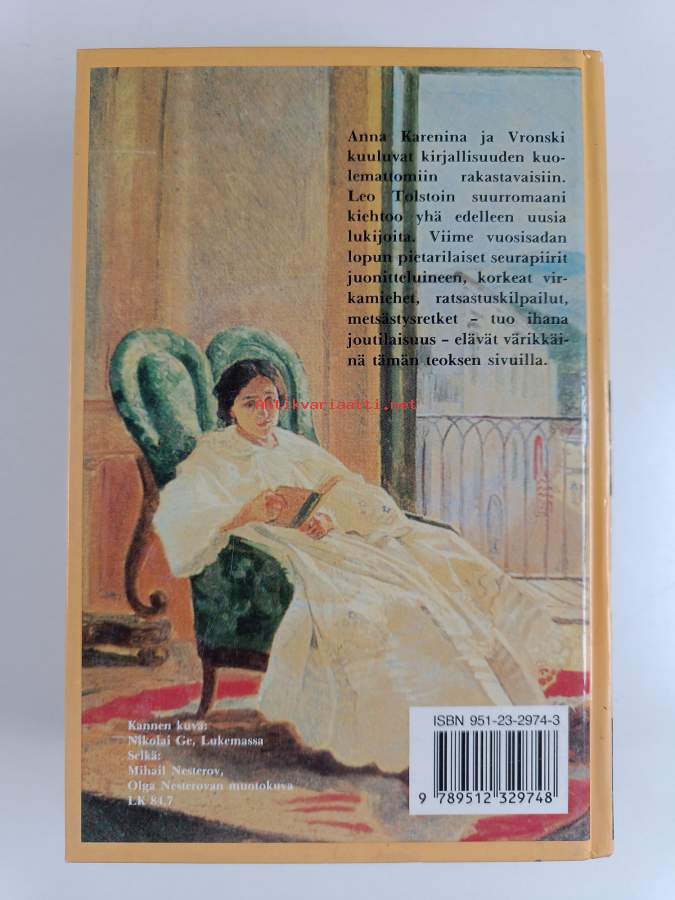 Anna Karenina ja Vronski
kuuluvat kirjallisuuden kuo-
lemattomiin rakastavaisiin.
Leo Tolstoin suurromaani
kiehtoo yhä edelleen uusia
lukijoita. Viime vuosisadan
lopun pietarilaiset seurapiirit
juonitteluineen, korkeat vir-
kamiehet, ratsastuskilpailut,
metsästysretket – tuo ihana
joutilaisuus – elävät värikkäi-
nä tämän teoksen sivuilla.
Antikvariaatti.net
Kannen kuva:
Nikolai Ge, Lukemassa
Selkä:
Mihail Nesterov,
Olga Nesterovan muotokuva
LK 84.7
ISBN 951-23-2974-3
9 789512 329748